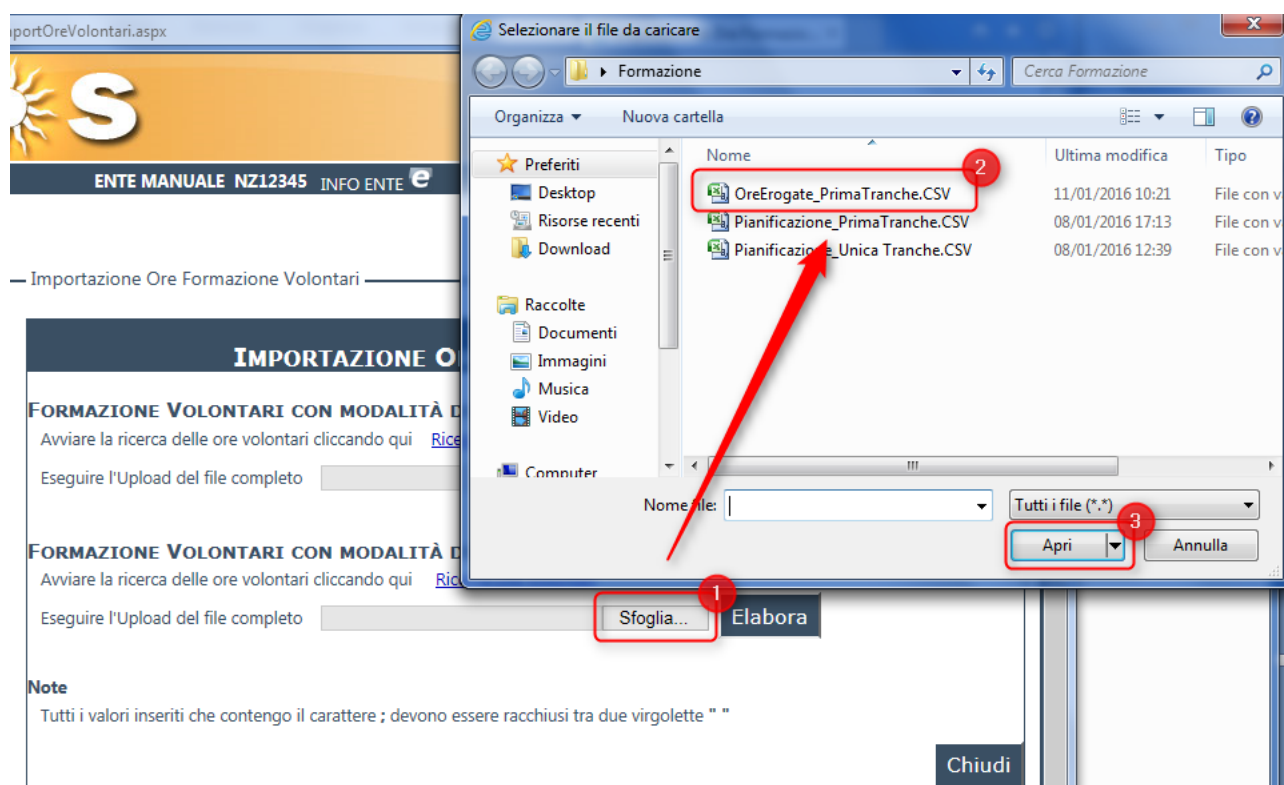 portOreVolontari.aspx
S
ENTE MANUALE NZ12345 INFO ENTE e
Importazione Ore Formazione Volontari
IMPORTAZIONE O
FORMAZIONE VOLONTARI CON MODALITÀ D
Avviare la ricerca delle ore volontari cliccando qui Rice
Eseguire l'Upload del file completo
FORMAZIONE VOLONTARI CON MODALITÀ D
Avviare la ricerca delle ore volontari cliccando qui Ric
Eseguire l'Upload del file completo
1
Sfoglia...
Elabora
Note
Tutti i valori inseriti che contengo il carattere ; devono essere racchiusi tra due virgolette " "
Chiudi
Selezionare il file da caricare
Formazione
Cerca Formazione
Organizza
Nuova cartella
Preferiti
Desktop
Risorse recenti
Download
Raccolte
Documenti
Immagini
Musica
Video
Computer
Nome
Ultima modifica
Tipo
2
OreErogate_PrimaTranche.CSV 11/01/2016 10:21 File con v
Pianificazione_PrimaTranche.CSV 08/01/2016 17:13 File con v
Pianificazione_Unica Tranche.CSV 08/01/2016 12:39 File con v
Nome file:
Tutti i file (*.*)
3
Apri
Annulla